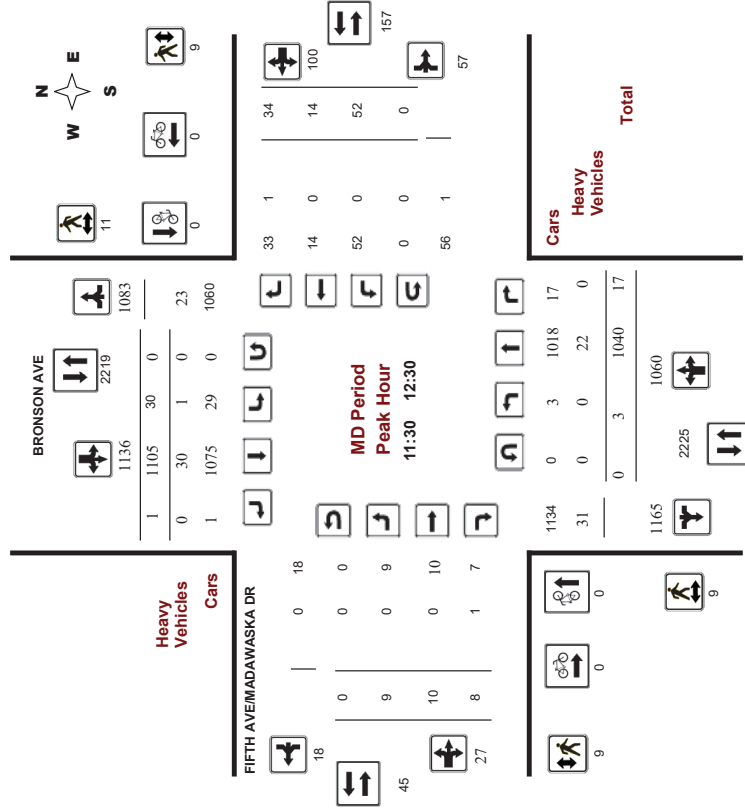 N
W E
S
9
11
0
0
BRONSON AVE
2219
1136
1083
1 1105 30 0
0 30 1 0 23
1 1075 29 0 1060
Heavy
Vehicles
Cars
100
157
57
33 1 34
14 0 14
52 0 52
0 0 0
56 1
FIFTH AVE/MADAWASKA DR
18 0 18
0 0 0
9 0 9
10 0 10
8 1 7
18
45
27
MD Period
Peak Hour
11:30 12:30
Cars
Heavy
Vehicles
Total
1134 0 3 1018 17
31 0 0 22 0
0 3 1040 17
1165
1060
2225
0
0
9
9